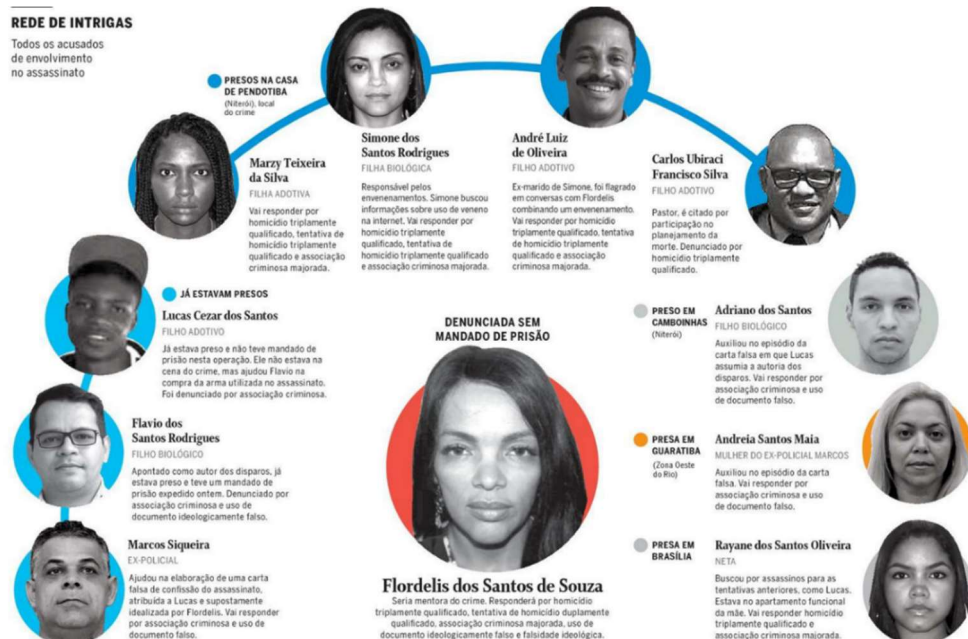 REDE DE INTRIGAS
Todos os acusados
de envolvimento
no assassinato
PRESOS NA CASA
DE PENDOTIBA
(Niterói), local
do crime
Marzy Teixeira
da Silva
FILHA ADOTIVA
Vai responder por
homicídio triplamente
qualificado, tentativa de
homicídio triplamente
qualificado e associação
criminosa majorada.
Simone dos
Santos Rodrigues
FILHA BIOLÓGICA
Responsável pelos
envenenamentos. Simone buscou
informações sobre uso de veneno
na internet. Vai responder por
homicídio triplamente
qualificado, tentativa de
homicídio triplamente qualificado
e associação criminosa majorada.
André Luiz
de Oliveira
FILHO ADOTIVO
Ex-marido de Simone, foi flagrado
em conversas com Flordelis
combinando um envenenamento.
Vai responder por homicídio
triplamente qualificado, tentativa
de homicídio triplamente
qualificado e associação
criminosa majorada.
Carlos Ubiraci
Francisco Silva
FILHO ADOTIVO
Pastor, é citado por
participação no
planejamento da
morte. Denunciado por
homicídio triplamente
qualificado.
JÁ ESTAVAM PRESOS
Lucas Cezar dos Santos
FILHO ADOTIVO
Já estava preso e não teve mandado de
prisão nesta operação. Ele não estava na
cena do crime, mas ajudou Flavio na
compra da arma utilizada no assassinato.
Foi denunciado por associação criminosa.
Flavio dos
Santos Rodrigues
FILHO BIOLÓGICO
Apontado como autor dos disparos, já
estava preso e teve um mandado de
prisão expedido ontem. Denunciado por
associação criminosa e uso de
documento ideologicamente falso.
Marcos Siqueira
EX-POLICIAL
Ajudou na elaboração de uma carta
falsa de confissão do assassinato,
atribuída a Lucas e supostamente
idealizada por Flordelis. Vai responder
por associação criminosa e uso de
documento falso.
DENUNCIADA SEM
MANDADO DE PRISÃO
Flordelis dos Santos de Souza
Seria mentora do crime. Responderá por homicídio
triplamente qualificado, tentativa de homicídio duplamente
qualificado, associação criminosa majorada, uso de
documento ideologicamente falso e falsidade ideológica.
PRESO EM
CAMBOINHAS
(Niterói)
Adriano dos Santos
FILHO BIOLÓGICO
Auxiliou no episódio da
carta falsa em que Lucas
assumia a autoria dos
disparos. Vai responder por
associação criminosa e uso
de documento falso.
PRESA EM
GUARATIBA
(Zona Oeste
do Rio)
Andreia Santos Maia
MULHER DO EX-POLICIAL MARCOS
Auxiliou no episódio da carta
falsa. Vai responder por
associação criminosa e uso
de documento falso.
PRESA EM
BRASÍLIA
Rayane dos Santos Oliveira
NETA
Buscou por assassinos para as
tentativas anteriores, como Lucas.
Estava no apartamento funcional
da mãe. Vai responder homicídio
triplamente qualificado e
associação criminosa majorada.